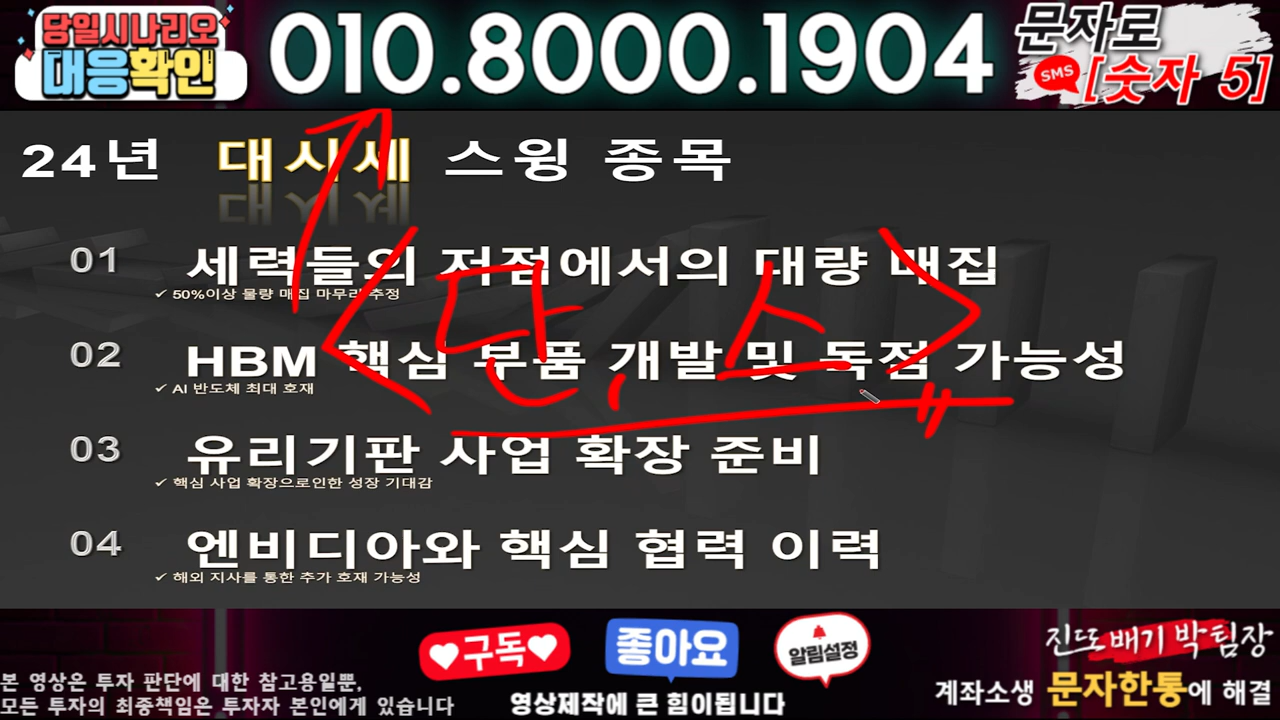 당일시나리오
대응확인
010.8000.1904
문자로
SMS
[숫자 5]
24년 대시세 스윙 종목
01 세력들의 저점에서의 대량 매집
✓ 50%이상 물량 매집 마무리 추정
02 HBM 핵심 부품 개발 및 독점 가능성
✓ AI 반도체 최대 호재
<단, 스>
03 유리기판 사업 확장 준비
✓ 핵심 사업 확장으로인한 성장 기대감
04 엔비디아와 핵심 협력 이력
✓ 해외 지사를 통한 추가 호재 가능성
구독
좋아요
알림설정
영상제작에 큰 힘이됩니다
본 영상은 투자 판단에 대한 참고용일뿐,
모든 투자의 최종책임은 투자자 본인에게 있습니다
진또배기 박팀장
계좌소생 문자한통에 해결